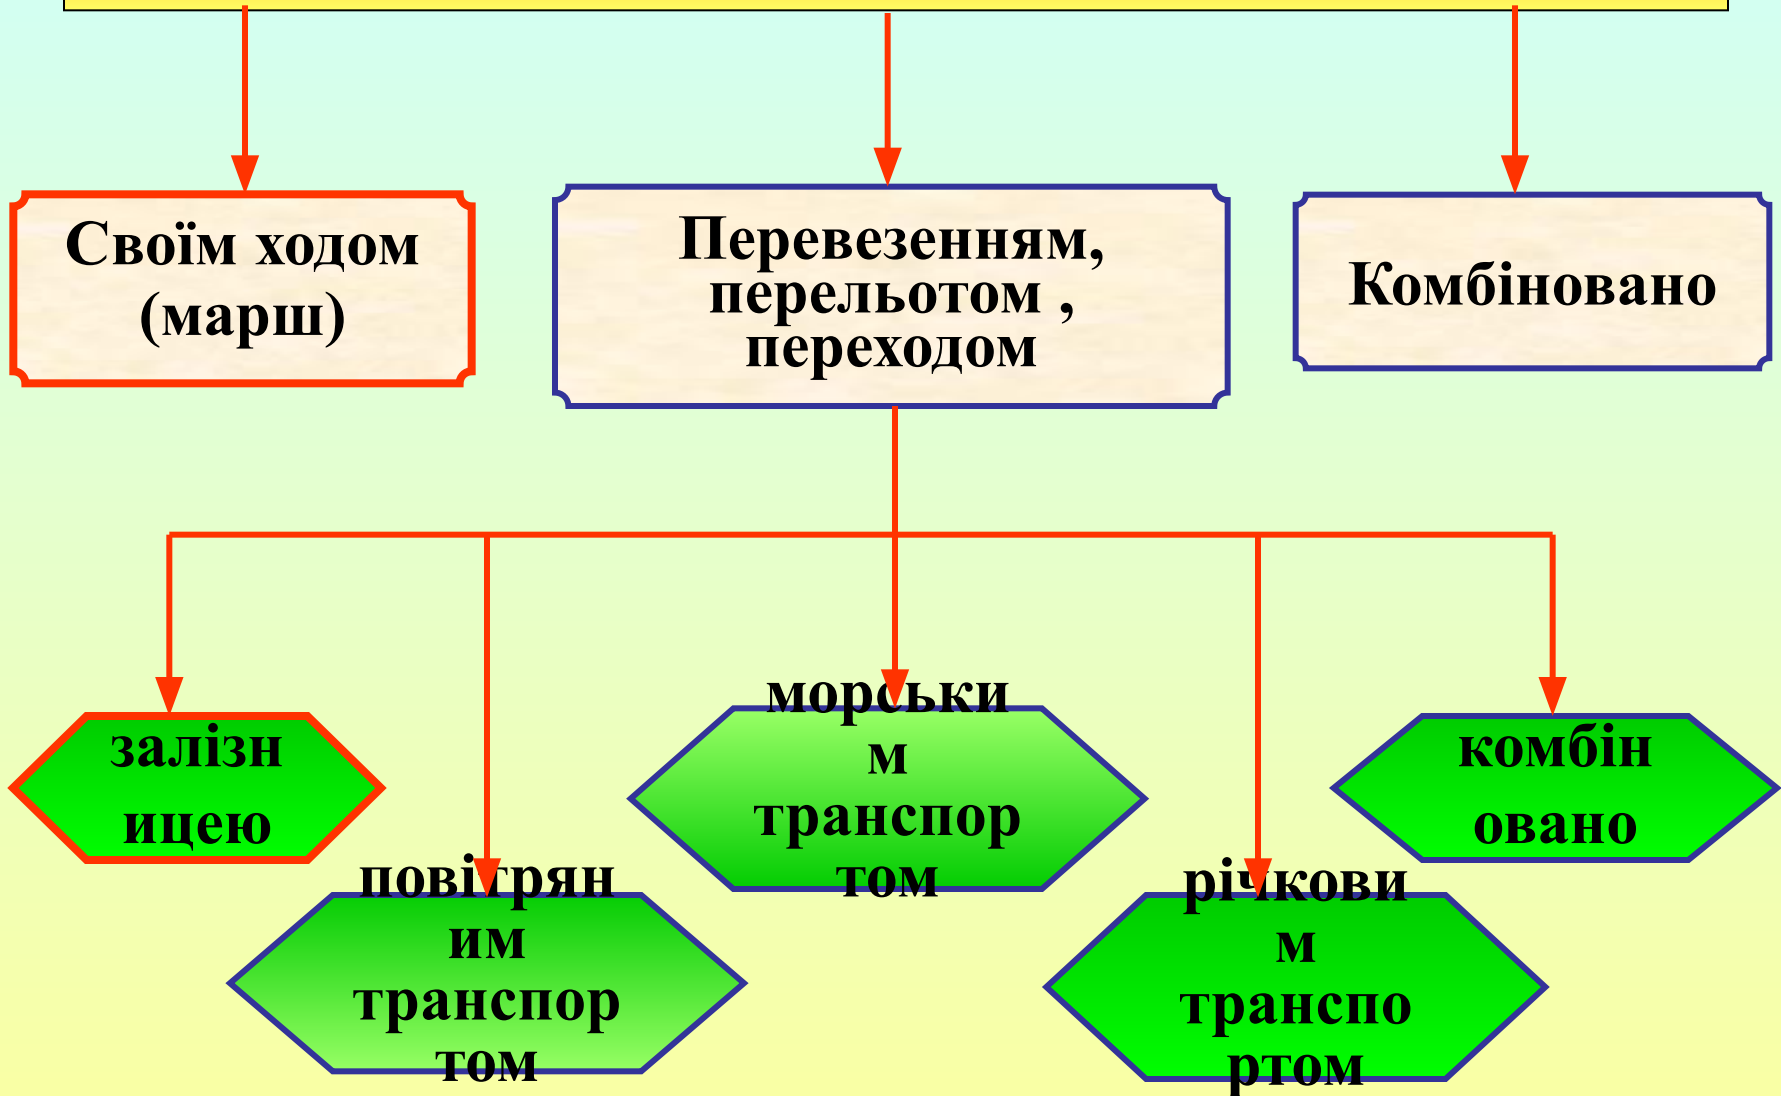 Своїм ходом
(марш)
Перевезенням,
перельотом ,
переходом
Комбіновано
залізн
ицею
повітрян
им
транспор
том
морськи
м
транспор
том
річкови
м
транспо
ртом
комбін
овано